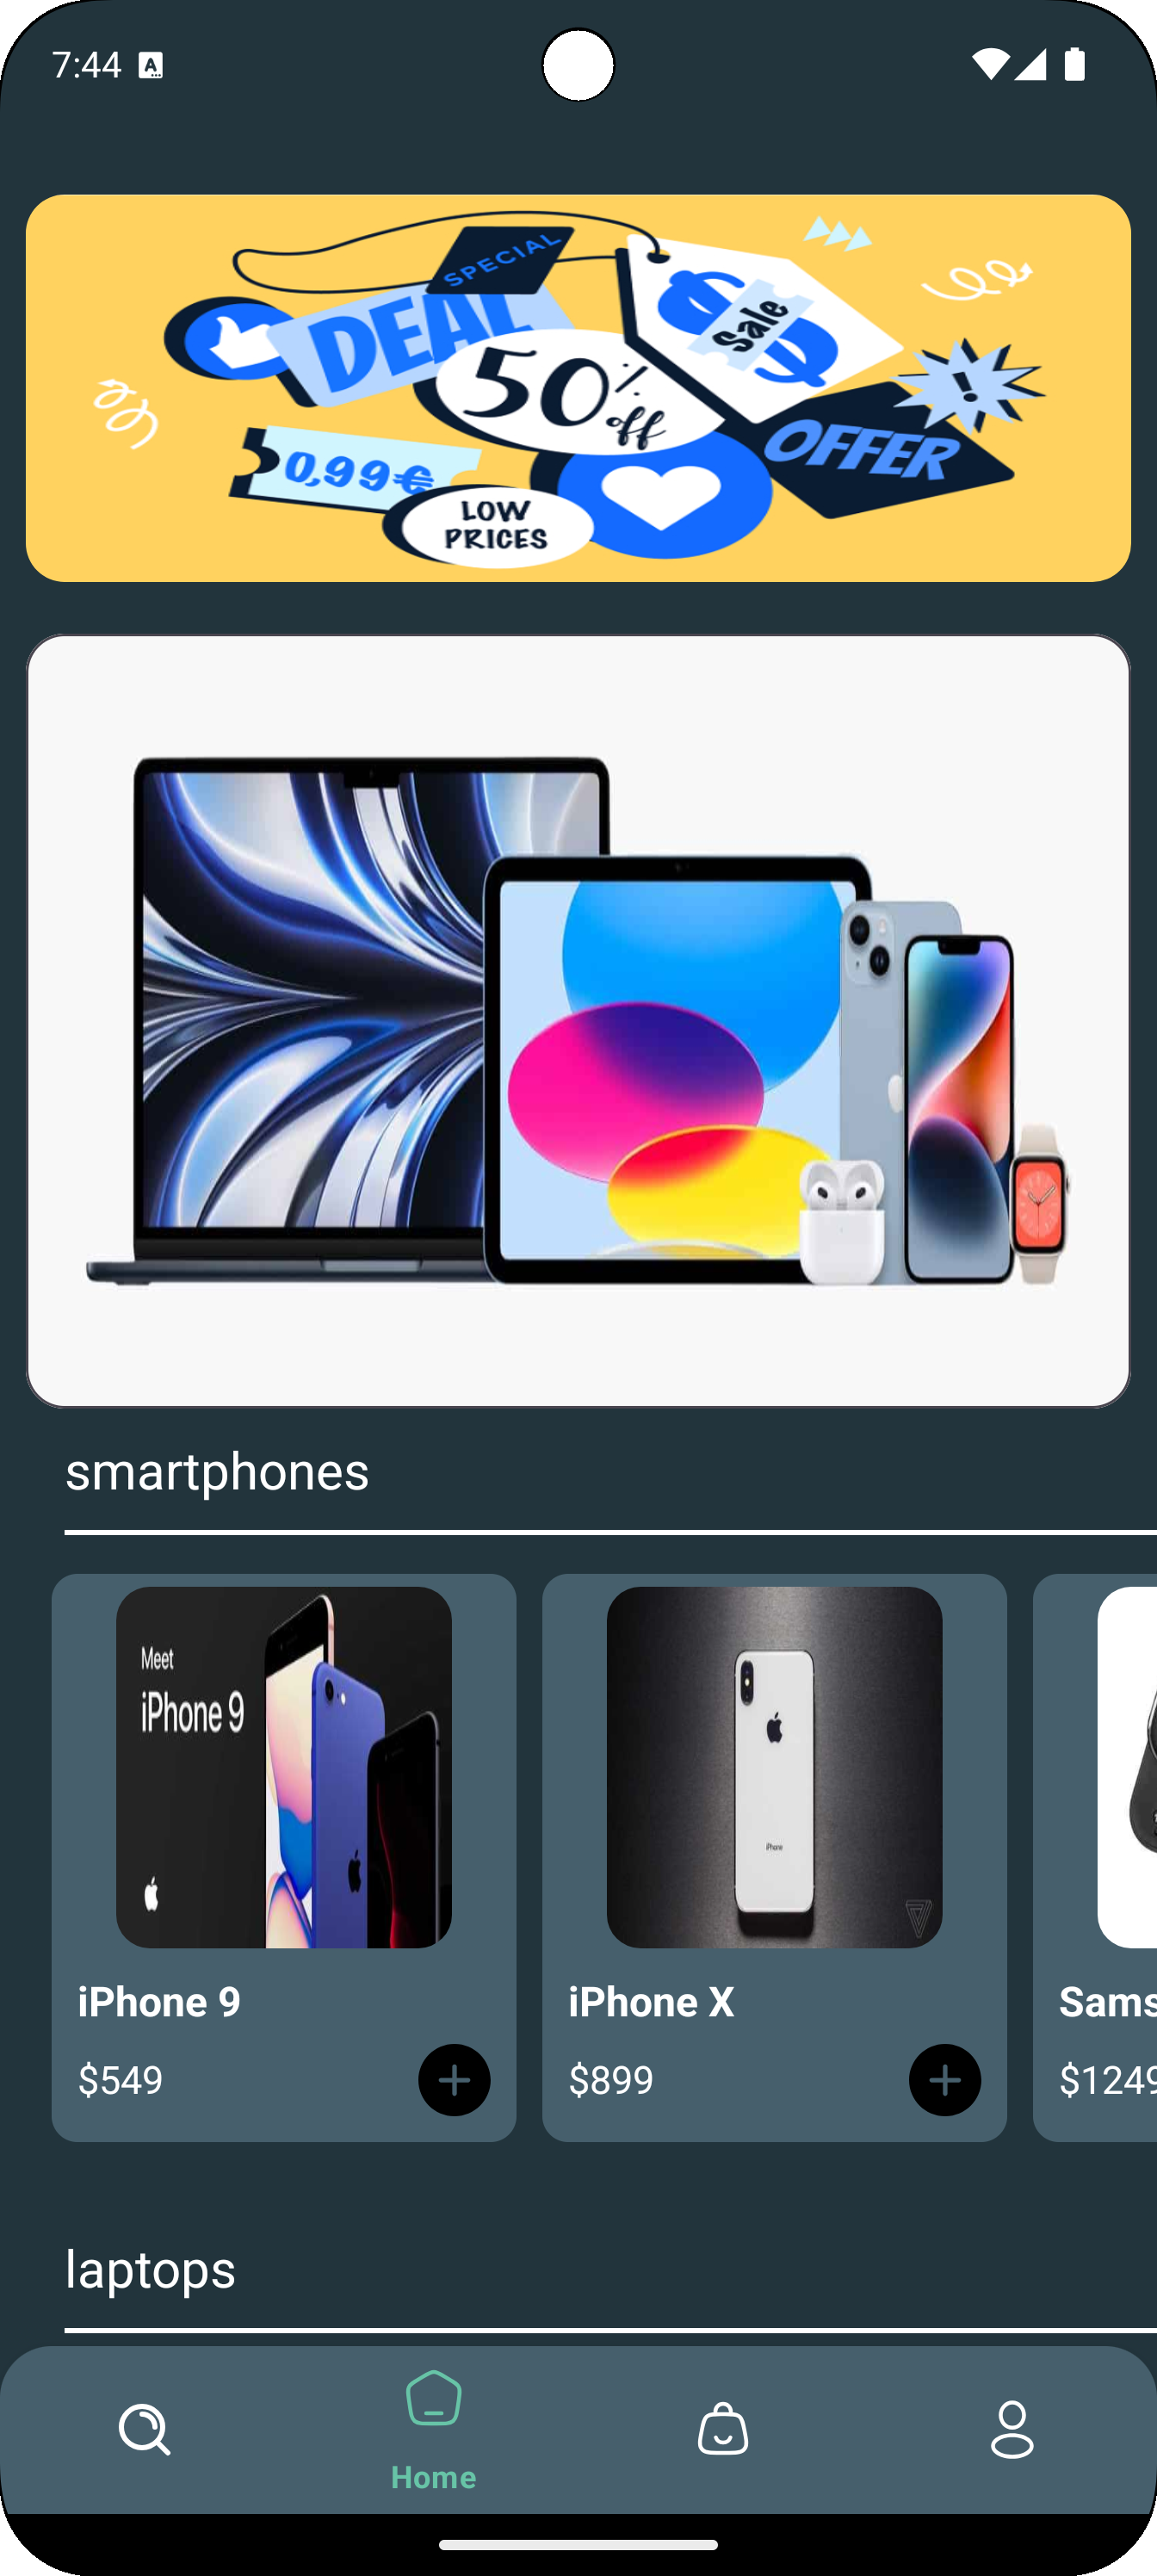 7:44
A
SPECIAL
DEAL
Sale
50%
off
OFFER
0,99€
LOW
PRICES
smartphones
Meet
iPhone 9
iPhone
iPhone 9
iPhone X
Sams
$549
$899
$1249
laptops
Home